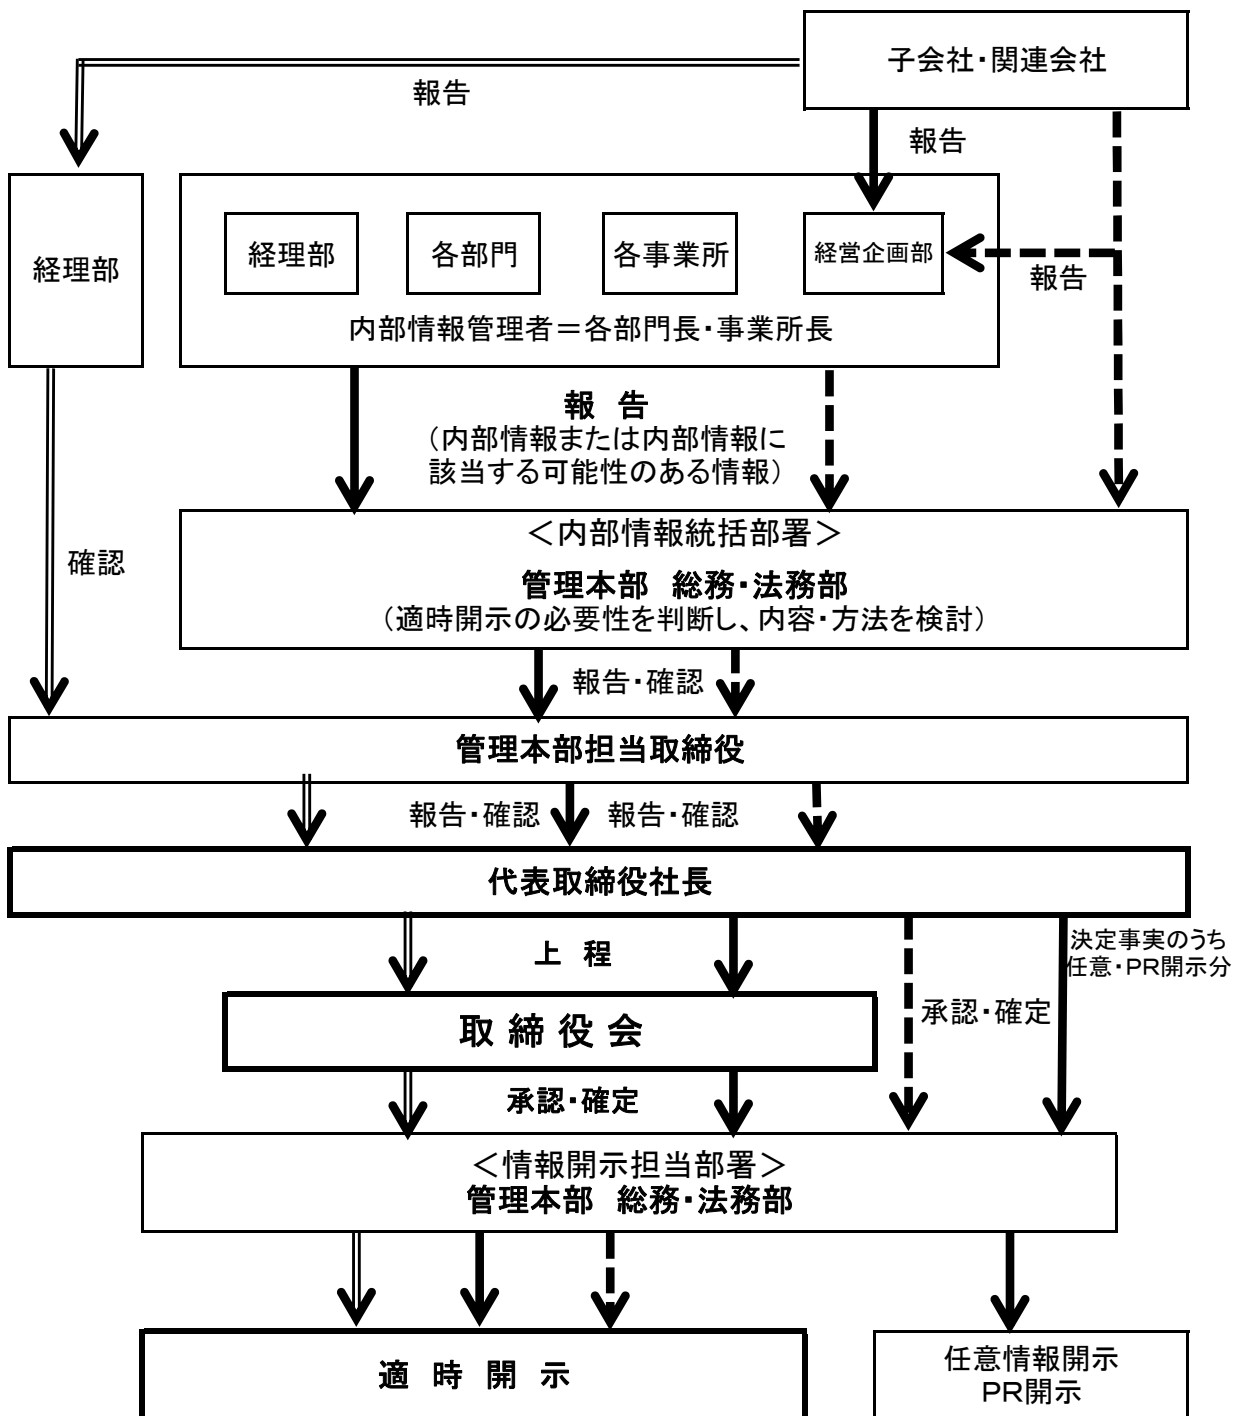 子会社・関連会社
報告
報告
経理部
経理部
各部門
各事業所
経営企画部
報告
内部情報管理者＝各部門長・事業所長
報 告
（内部情報または内部情報に
該当する可能性のある情報）
＜内部情報統括部署＞
確認
管理本部 総務・法務部
（適時開示の必要性を判断し、内容・方法を検討）
報告・確認
管理本部担当取締役
報告・確認
報告・確認
代表取締役社長
上 程
決定事実のうち
任意・PR開示分
取 締 役 会
承認・確定
承認・確定
＜情報開示担当部署＞
管理本部 総務・法務部
適 時 開 示
任意情報開示
PR開示